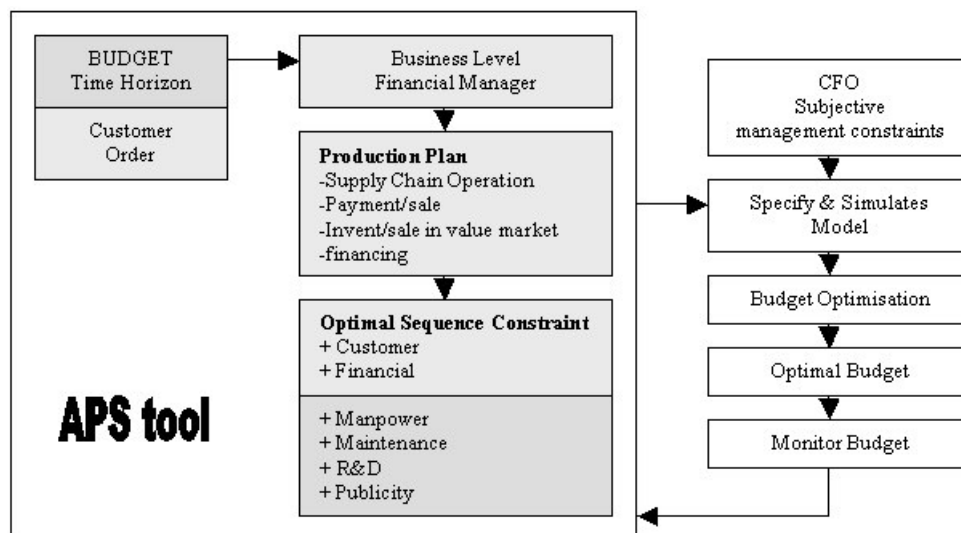 BUDGET
Time Horizon
Customer
Order
Business Level
Financial Manager
Production Plan
-Supply Chain Operation
-Payment/sale
-Invent/sale in value market
-financing
Optimal Sequence Constraint
+ Customer
+ Financial
+ Manpower
+ Maintenance
+ R&D
+ Publicity
APS tool
CFO
Subjective
management constraints
Specify & Simulates
Model
Budget Optimisation
Optimal Budget
Monitor Budget